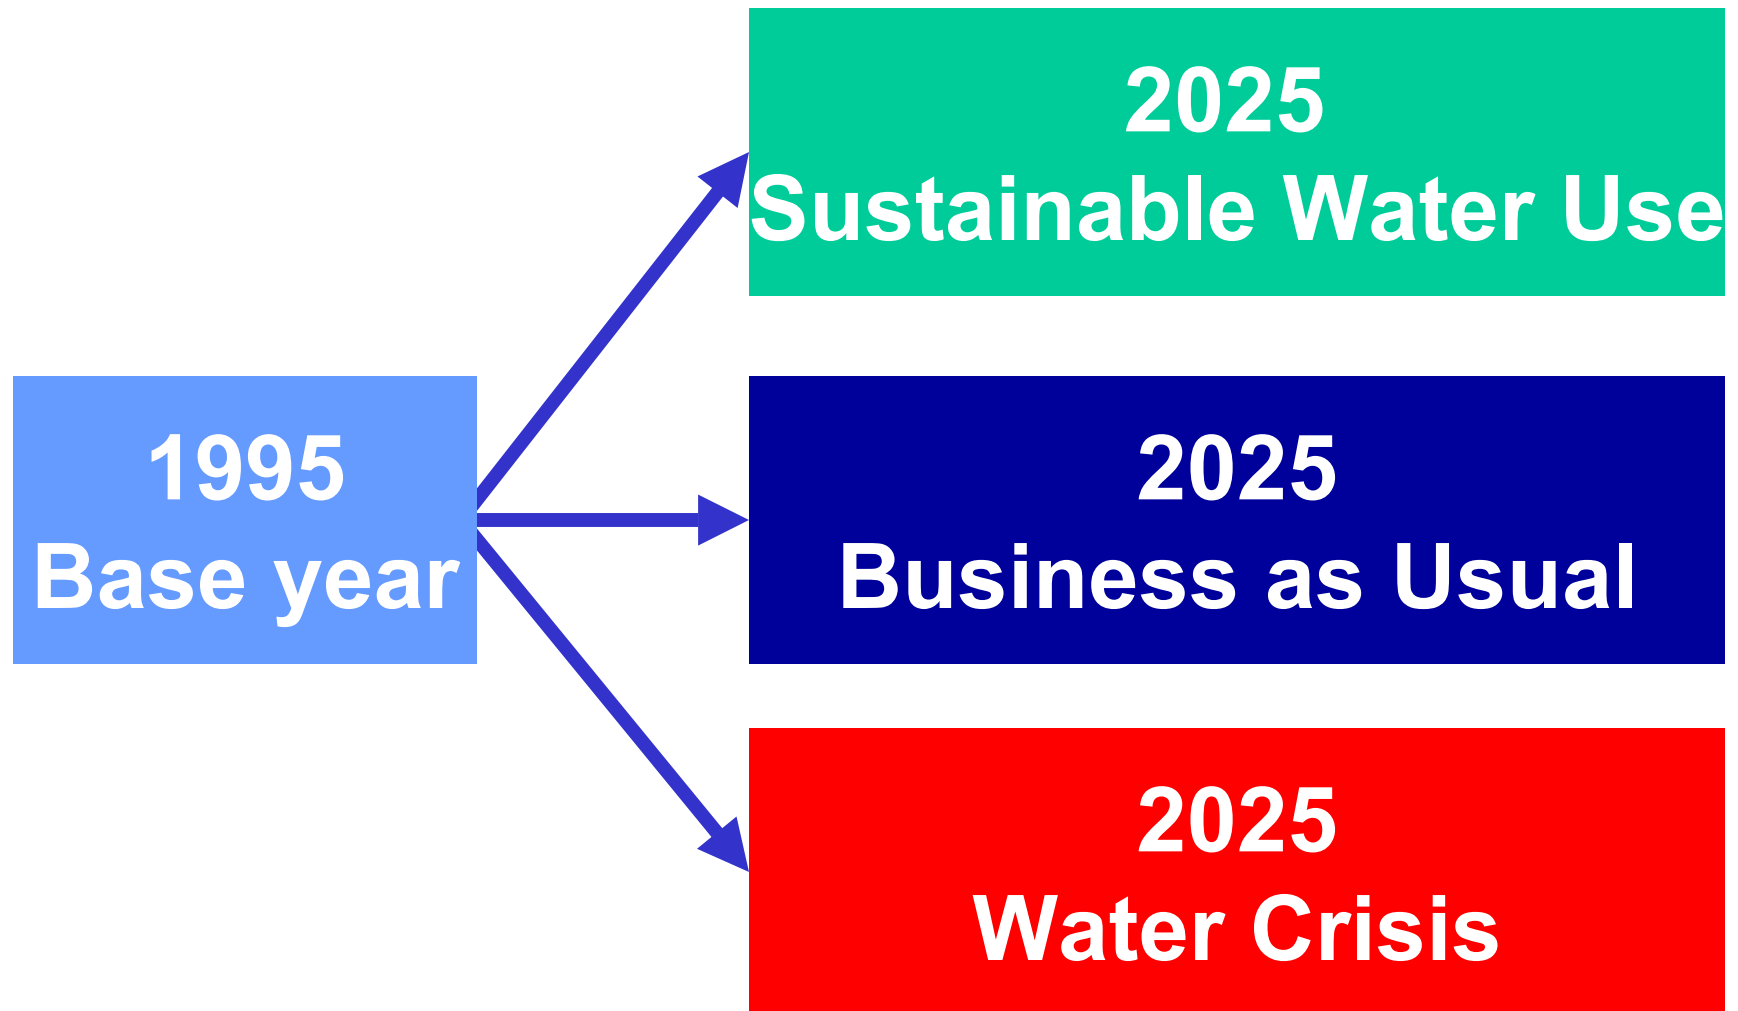 2025
Sustainable Water Use
1995
Base year
2025
Business as Usual
2025
Water Crisis